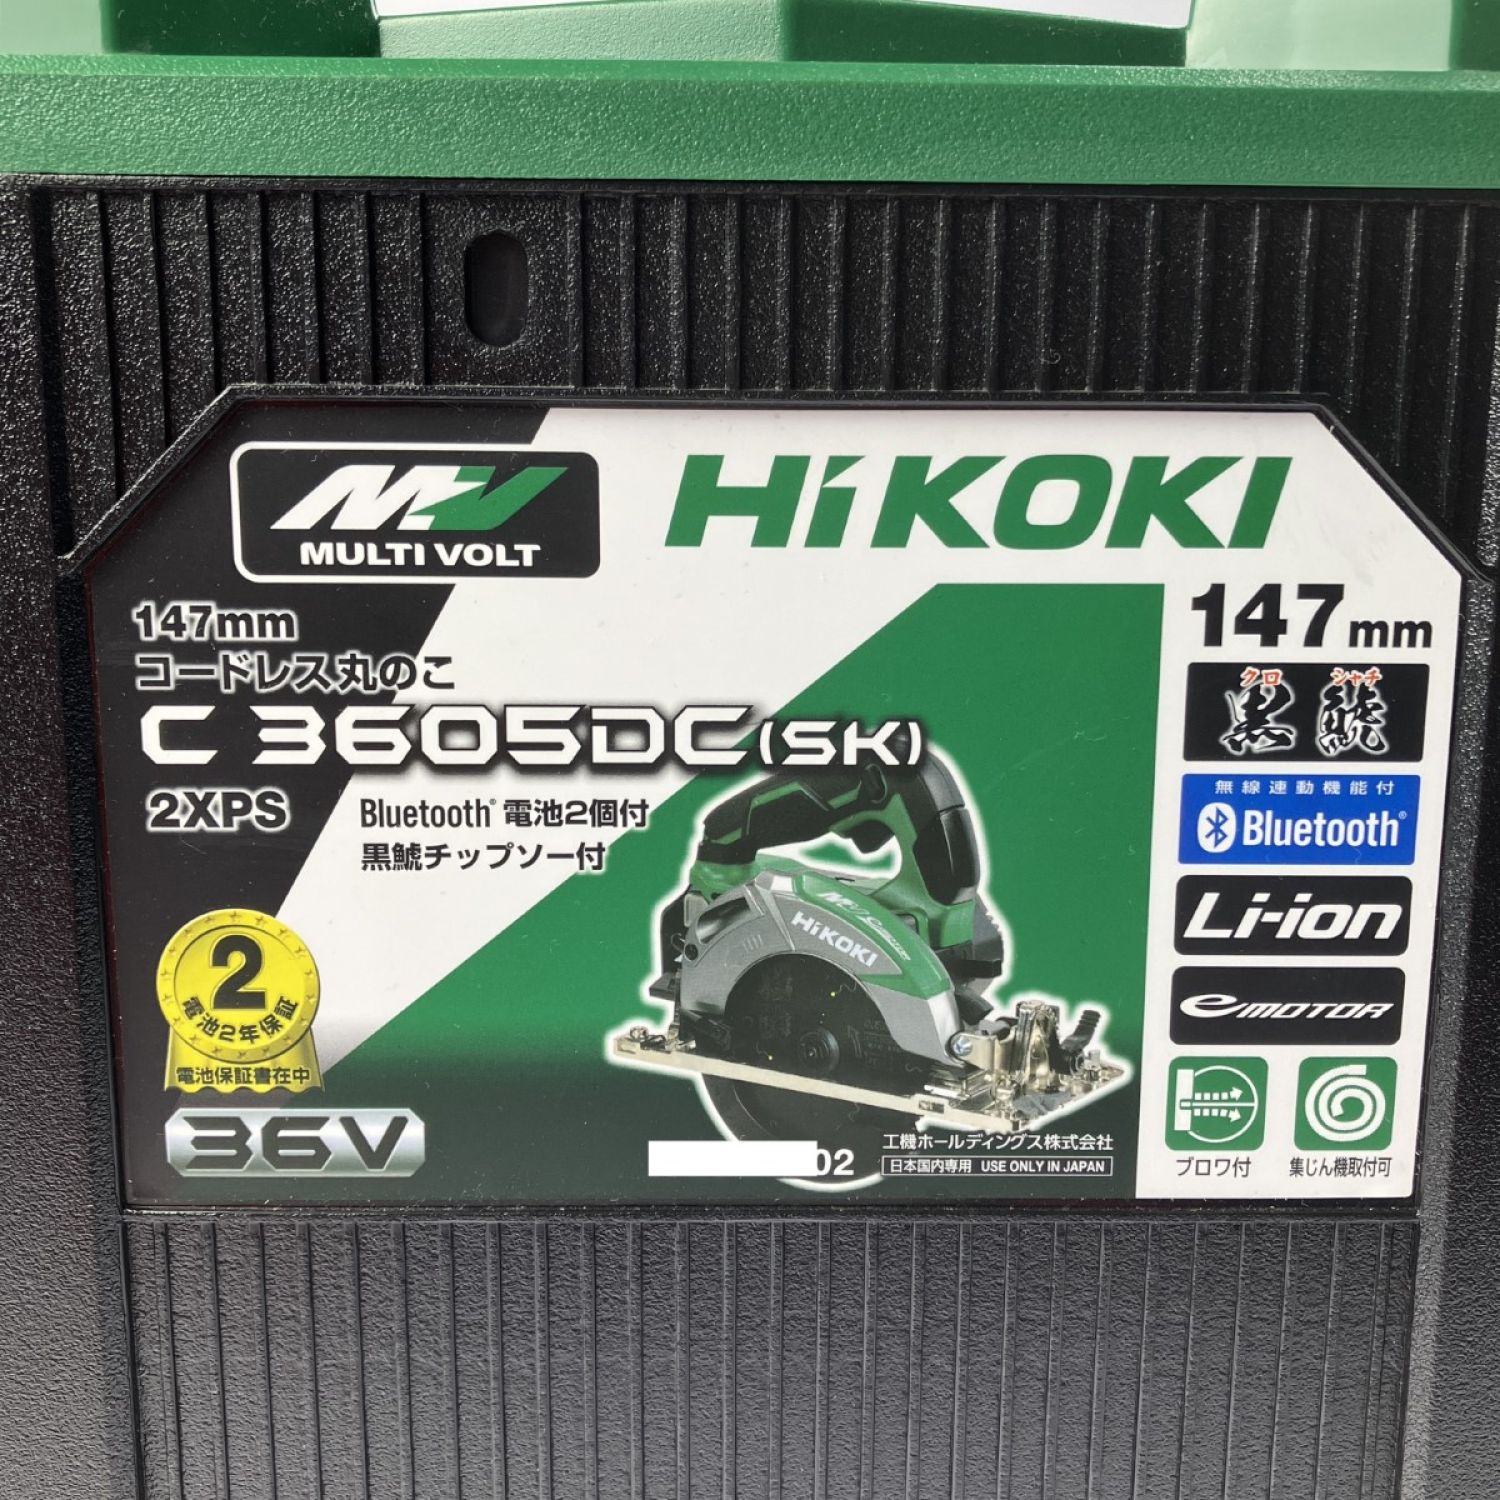 MV
MULTI VOLT
HiKOKI
147mm
コードレス丸のこ
C 3605DC(SK)
2XPS
Bluetooth® 電池2個付
黒鯱チップソー付
2
電池2年保証
電池保証書在中
36V
MV
HiKOKI
02
工機ホールディングス株式会社
日本国内専用 USE ONLY IN JAPAN
147mm
クロ シャチ
黒鯱
無線連動機能付
Bluetooth®
Li-ion
e MOTOR
ブロワ付
集じん機取付可